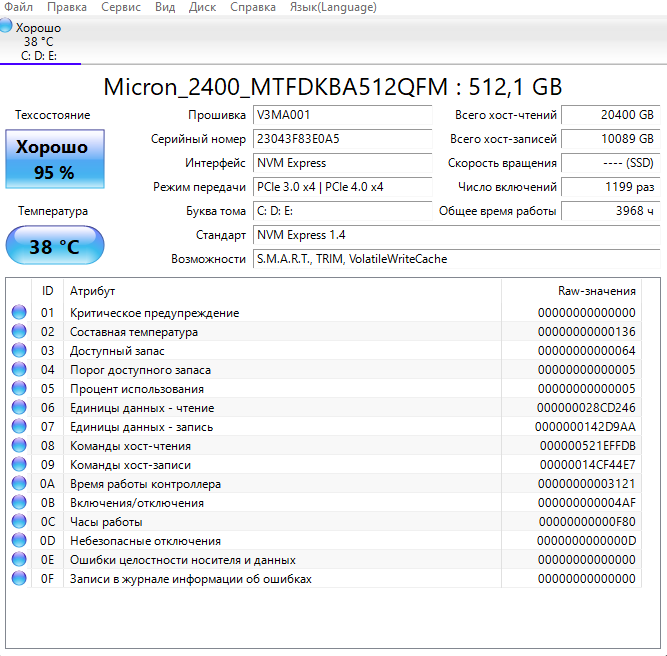 Файл Правка Сервис Вид Диск Справка Язык(Language)
Хорошо
38 °C
C: D: E:
Micron_2400_MTFDKBA512QFM : 512,1 GB
Техсостояние
Хорошо
95 %
Температура
38 °C
Прошивка V3MA001
Серийный номер 23043F83E0A5
Интерфейс NVM Express
Режим передачи PCIe 3.0 x4 | PCIe 4.0 x4
Буква тома C: D: E:
Стандарт NVM Express 1.4
Возможности S.M.A.R.T., TRIM, VolatileWriteCache
Всего хост-чтений 20400 GB
Всего хост-записей 10089 GB
Скорость вращения ---- (SSD)
Число включений 1199 раз
Общее время работы 3968 ч
ID Атрибут Raw-значения
01 Критическое предупреждение 00000000000000
02 Составная температура 00000000000136
03 Доступный запас 00000000000064
04 Порог доступного запаса 00000000000005
05 Процент использования 00000000000005
06 Единицы данных - чтение 000000028CD246
07 Единицы данных - запись 0000000142D9AA
08 Команды хост-чтения 000000521EFFDB
09 Команды хост-записи 00000014CF44E7
0A Время работы контроллера 00000000003121
0B Включения/отключения 000000000004AF
0C Часы работы 00000000000F80
0D Небезопасные отключения 0000000000000D
0E Ошибки целостности носителя и данных 00000000000000
0F Записи в журнале информации об ошибках 00000000000000